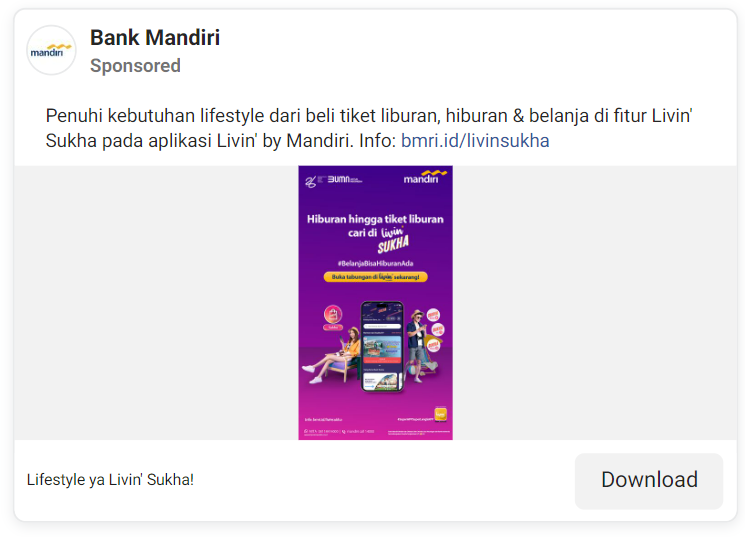 mandiri
Bank Mandiri
Sponsored
Penuhi kebutuhan lifestyle dari beli tiket liburan, hiburan & belanja di fitur Livin'
Sukha pada aplikasi Livin' by Mandiri. Info: bmri.id/livinsukha
BUMN
mandiri
Hiburan hingga tiket liburan
cari di livin'
SUKHA
#BelanjaBisaHiburanAda
Buka tabungan di livin' sekarang!
Lifestyle ya Livin' Sukha!
Download